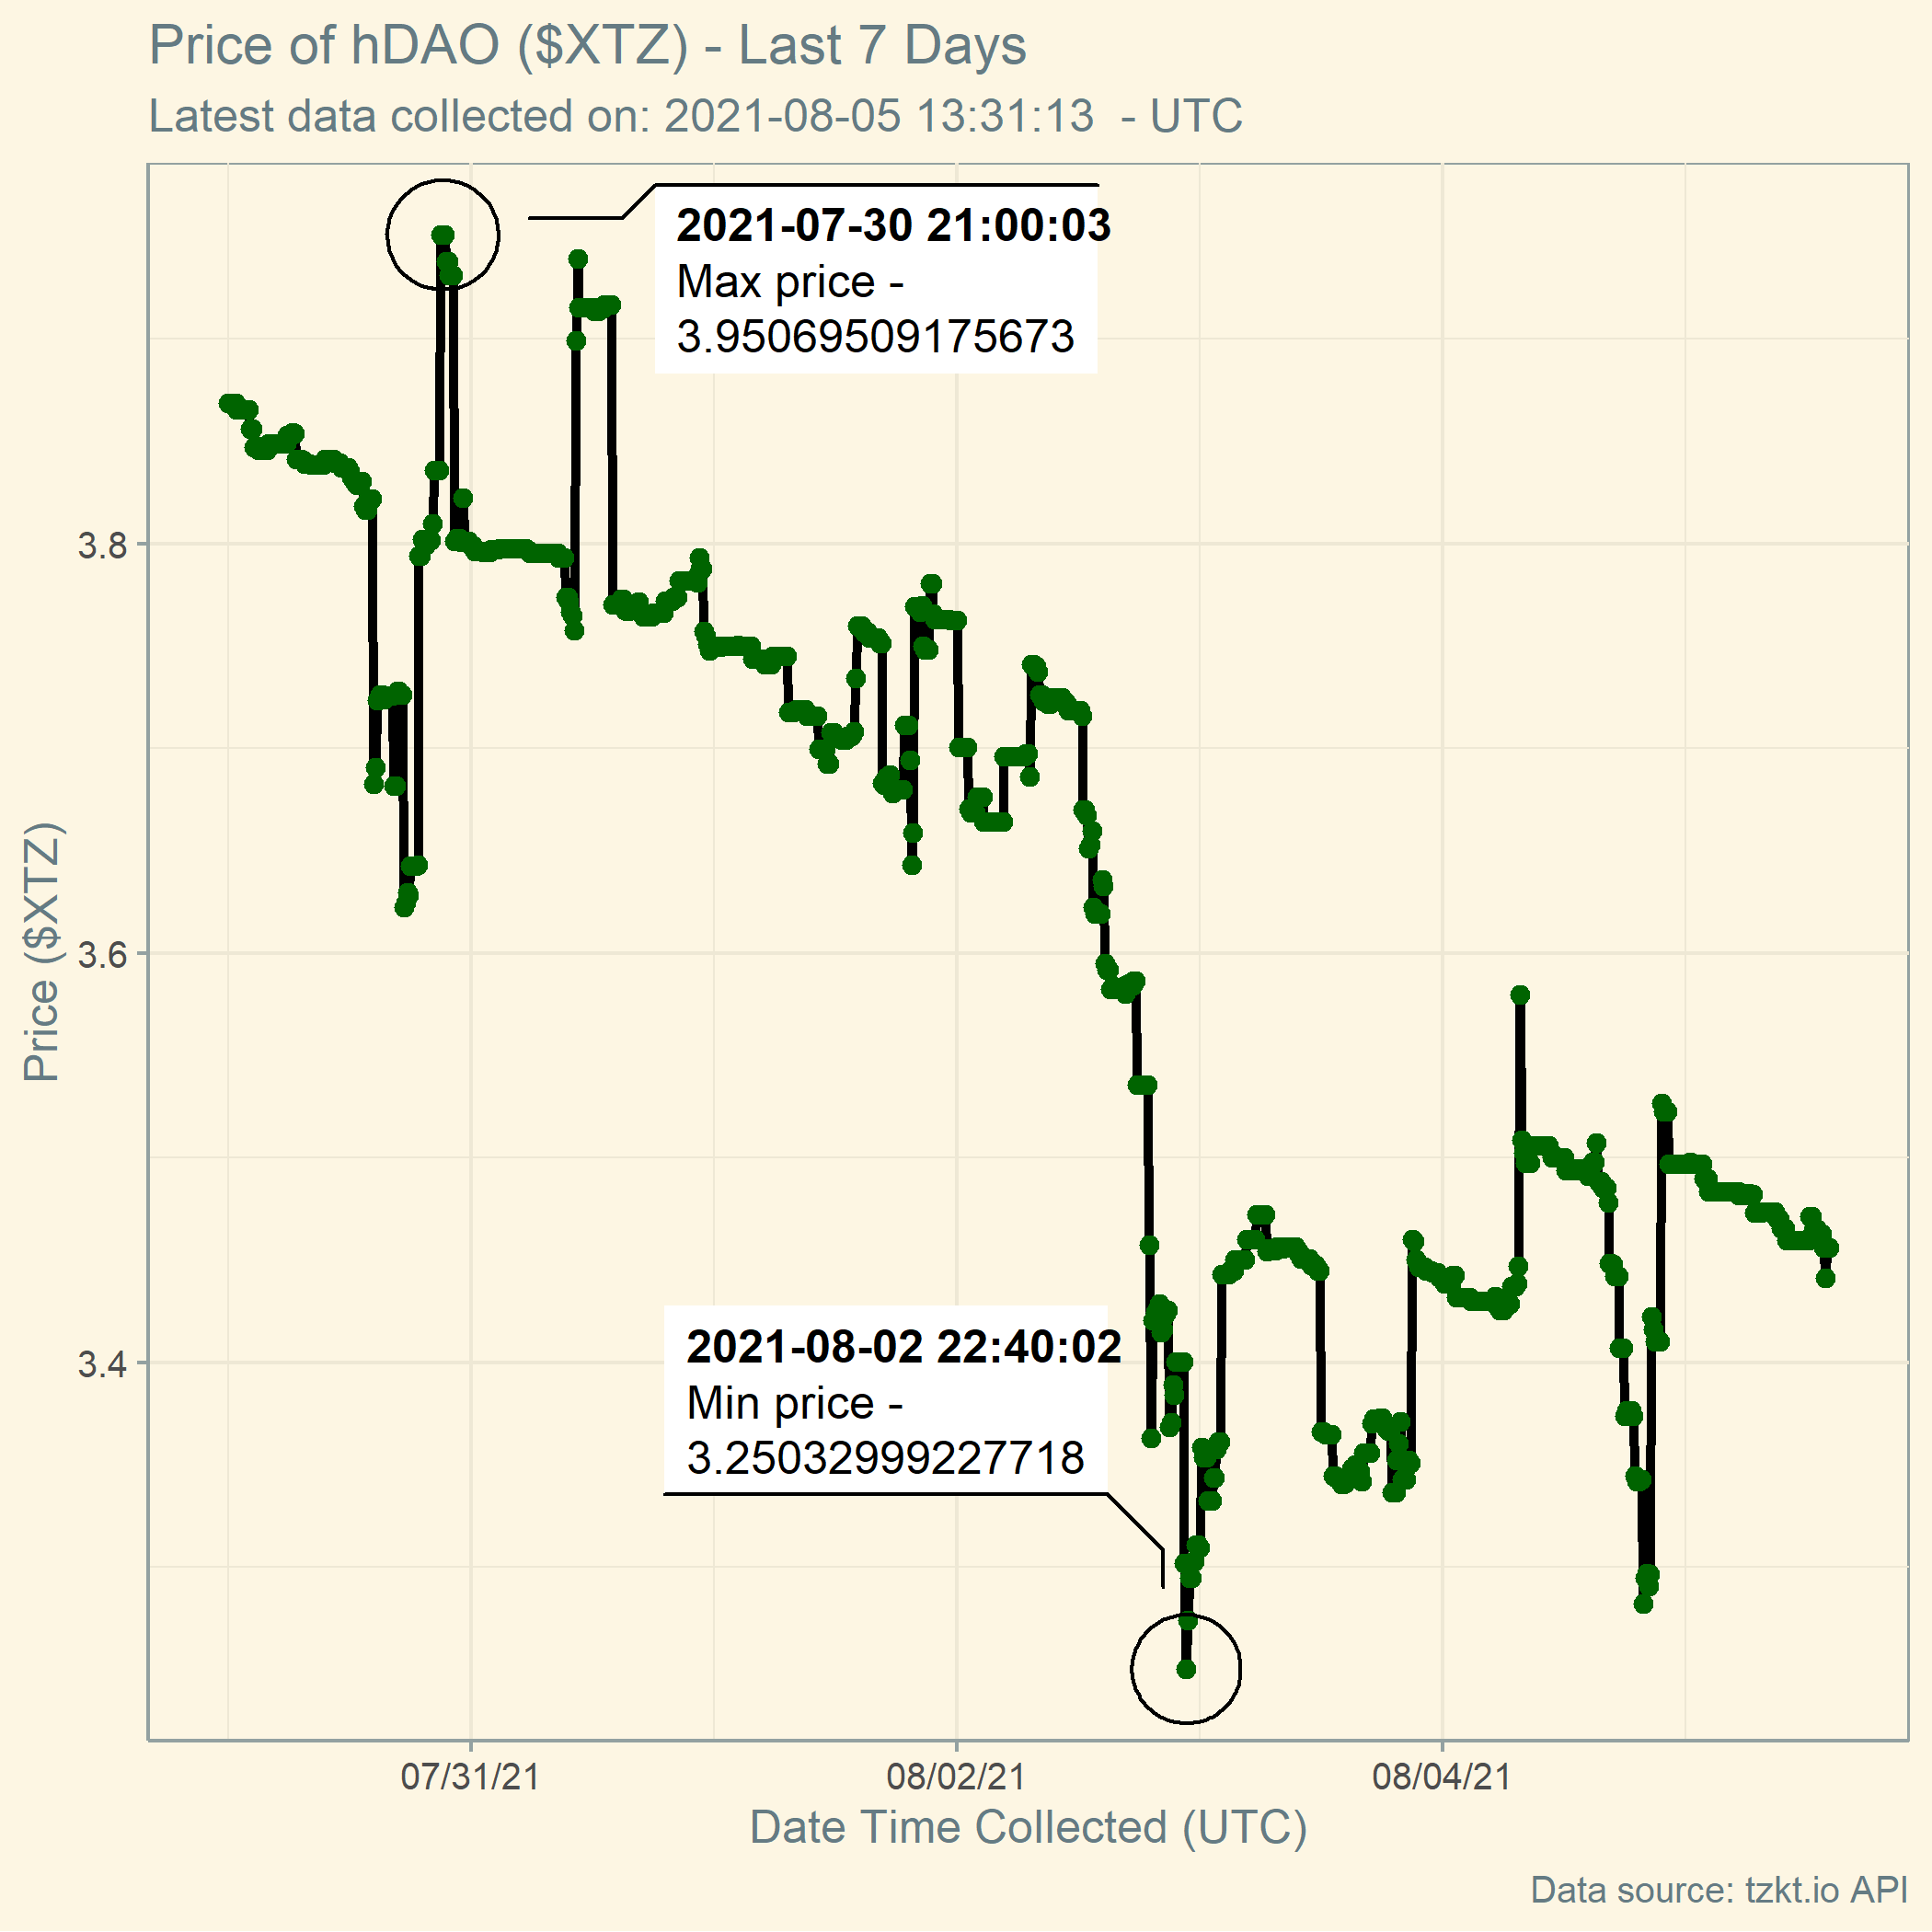 Price of hDAO ($XTZ) - Last 7 Days
Latest data collected on: 2021-08-05 13:31:13  - UTC
2021-07-30 21:00:03
Max price -
3.95069509175673
3.8
3.6
3.4
Price ($XTZ)
2021-08-02 22:40:02
Min price -
3.25032999227718
07/31/21
08/02/21
08/04/21
Date Time Collected (UTC)
Data source: tzkt.io API